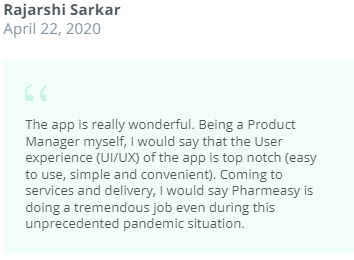 Rajarshi Sarkar
April 22, 2020
The app is really wonderful. Being a Product
Manager myself, I would say that the User
experience (UI/UX) of the app is top notch (easy
to use, simple and convenient). Coming to
services and delivery, I would say Pharmeasy is
doing a tremendous job even during this
unprecedented pandemic situation.